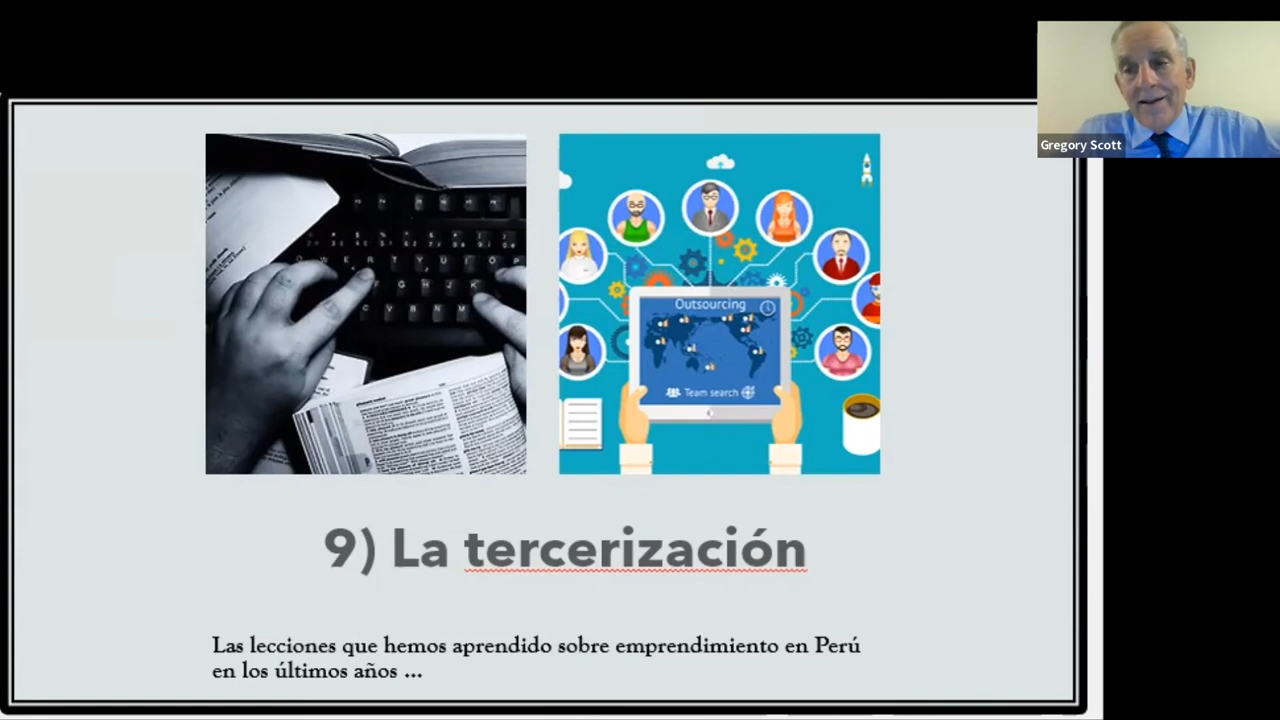 Gregory Scott
Outsourcing
Team search
9) La tercerización
Las lecciones que hemos aprendido sobre emprendimiento en Perú
en los últimos años ...